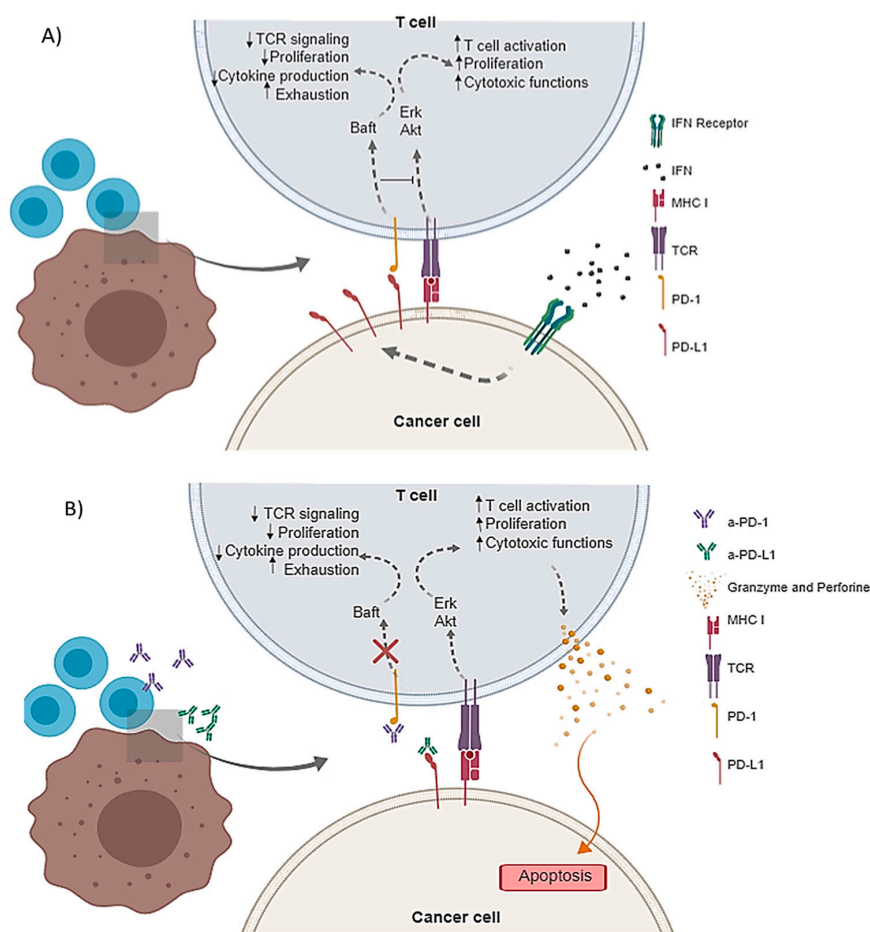 A)
T cell
↓ TCR signaling
↓ Proliferation
↓ Cytokine production
↑ Exhaustion
↑ T cell activation
↑ Proliferation
↑ Cytotoxic functions
Baft
Erk
Akt
Cancer cell
IFN Receptor
IFN
MHC I
TCR
PD-1
PD-L1
B)
T cell
↓ TCR signaling
↓ Proliferation
↓ Cytokine production
↑ Exhaustion
↑ T cell activation
↑ Proliferation
↑ Cytotoxic functions
Baft
Erk
Akt
Apoptosis
Cancer cell
a-PD-1
a-PD-L1
Granzyme and Perforine
MHC I
TCR
PD-1
PD-L1